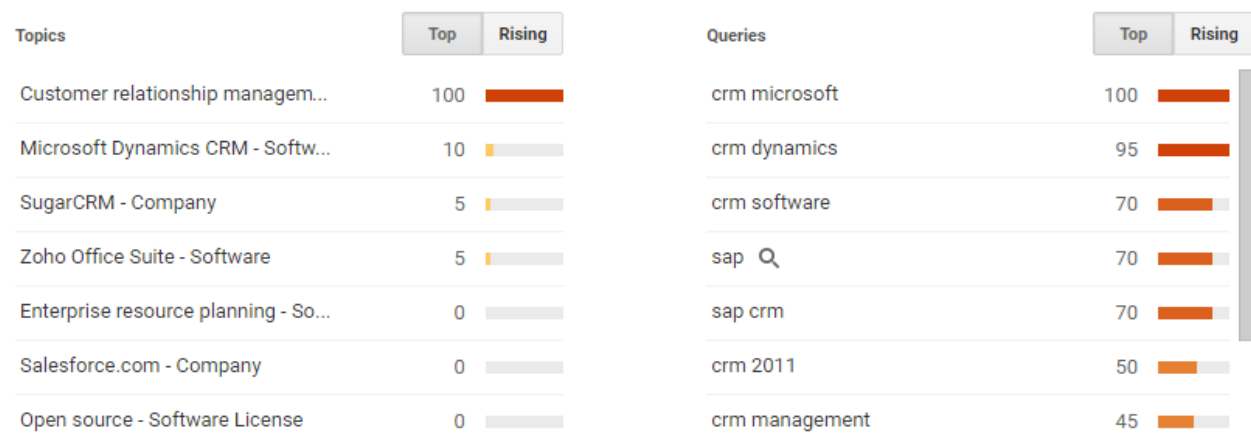 Topics Top Rising
Customer relationship managem... 100
Microsoft Dynamics CRM - Softw... 10
SugarCRM - Company 5
Zoho Office Suite - Software 5
Enterprise resource planning - So... 0
Salesforce.com - Company 0
Open source - Software License 0
Queries Top Rising
crm microsoft 100
crm dynamics 95
crm software 70
sap 70
sap crm 70
crm 2011 50
crm management 45